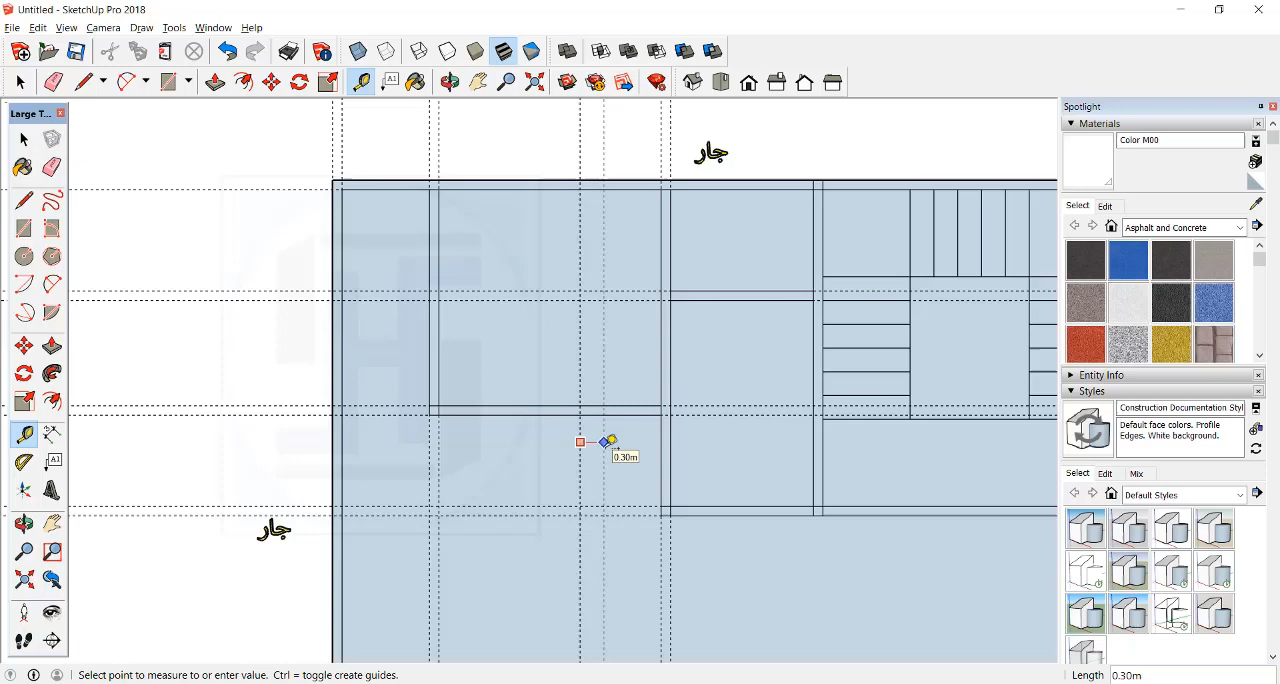 Untitled - SketchUp Pro 2018
File Edit View Camera Draw Tools Window Help
A1
Large T...
Spotlight
Materials
Color M00
Select Edit
Asphalt and Concrete
جار
A1
0.30m
جار
Entity Info
Styles
Construction Documentation Styl
Default face colors. Profile
Edges. White background.
Select Edit Mix
Default Styles
Select point to measure to or enter value. Ctrl = toggle create guides.
Length 0.30m